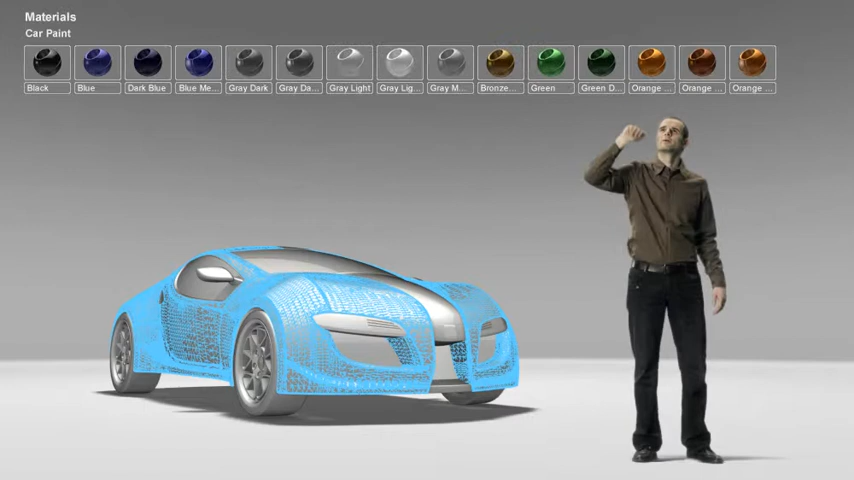 Materials
Car Paint
Black Blue Dark Blue Blue Me... Gray Dark Gray Da... Gray Light Gray Lig... Gray M... Bronze... Green Green D... Orange ... Orange ... Orange ...